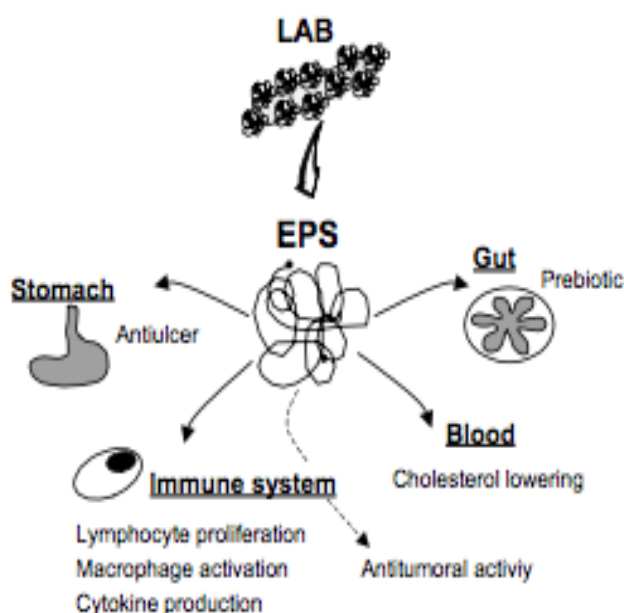 LAB
EPS
Gut
Prebiotic
Stomach
Antiulcer
Blood
Cholesterol lowering
Immune system
Lymphocyte proliferation
Macrophage activation
Cytokine production
Antitumoral activiy